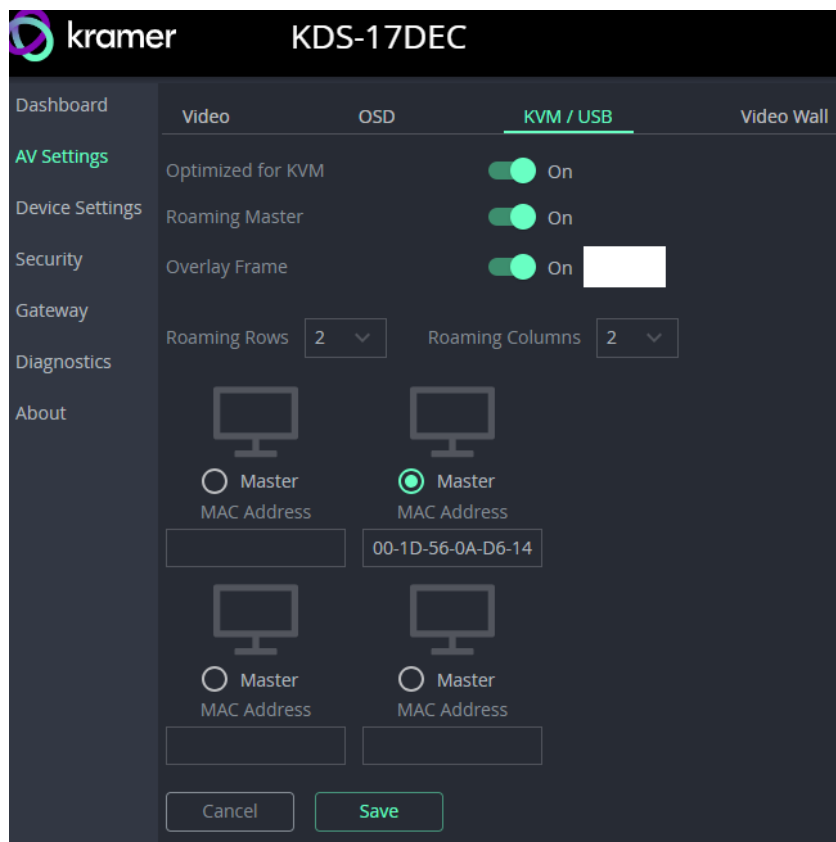 kramer KDS-17DEC
Dashboard
AV Settings
Device Settings
Security
Gateway
Diagnostics
About
Video OSD KVM / USB Video Wall
Optimized for KVM On
Roaming Master On
Overlay Frame On
Roaming Rows 2 Roaming Columns 2
Master Master
MAC Address MAC Address
00-1D-56-0A-D6-14
Master Master
MAC Address MAC Address
Cancel Save